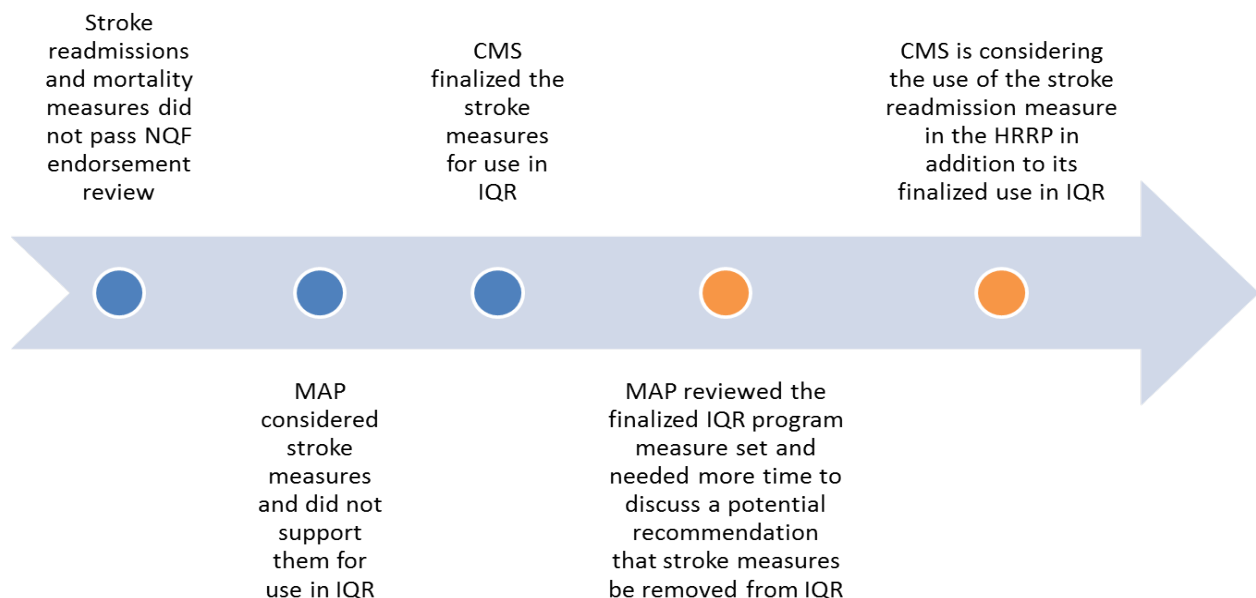 Stroke
readmissions
and mortality
measures did
not pass NQF
endorsement
review
MAP
considered
stroke
measures
and did not
support
them for
use in IQR
CMS
finalized the
stroke
measures
for use in
IQR
MAP reviewed the
finalized IQR program
measure set and
needed more time to
discuss a potential
recommendation
that stroke measures
be removed from IQR
CMS is considering
the use of the stroke
readmission measure
in the HRRP in
addition to its
finalized use in IQR